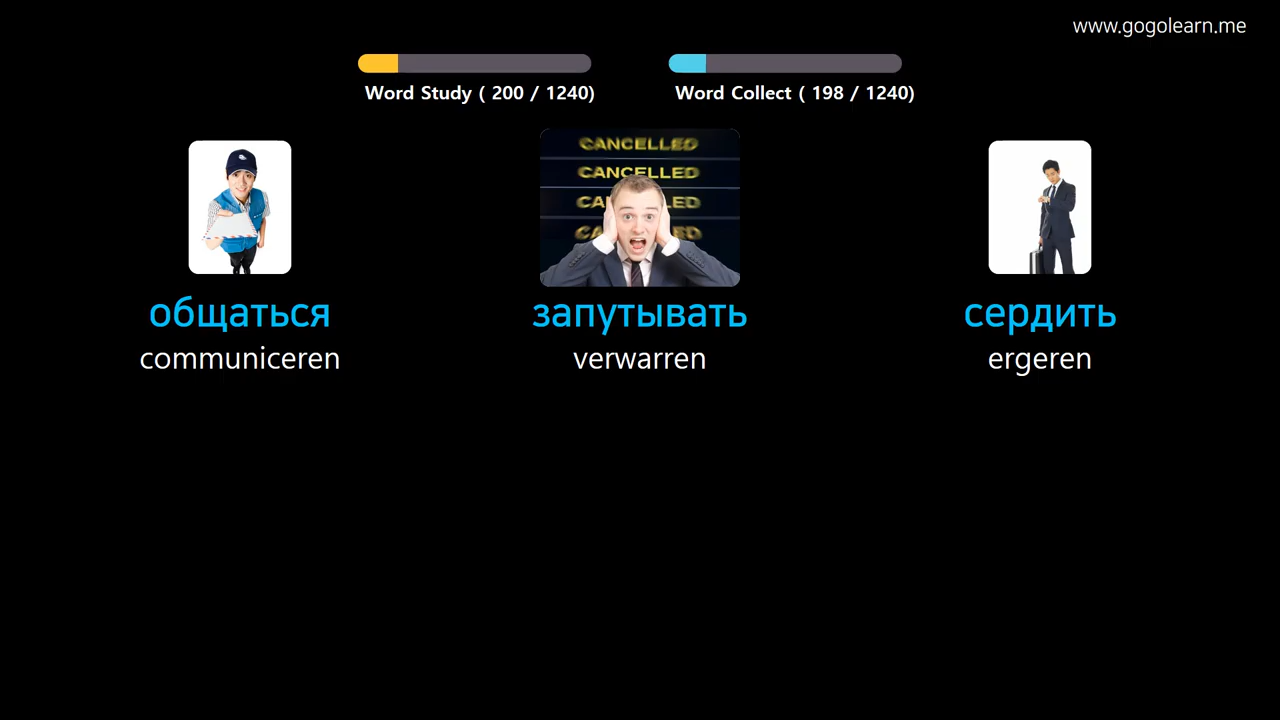 www.gogolearn.me
Word Study ( 200 / 1240)
Word Collect ( 198 / 1240)
CANCELLED
CANCELLED
общаться
запутывать
сердить
communiceren
verwarren
ergeren